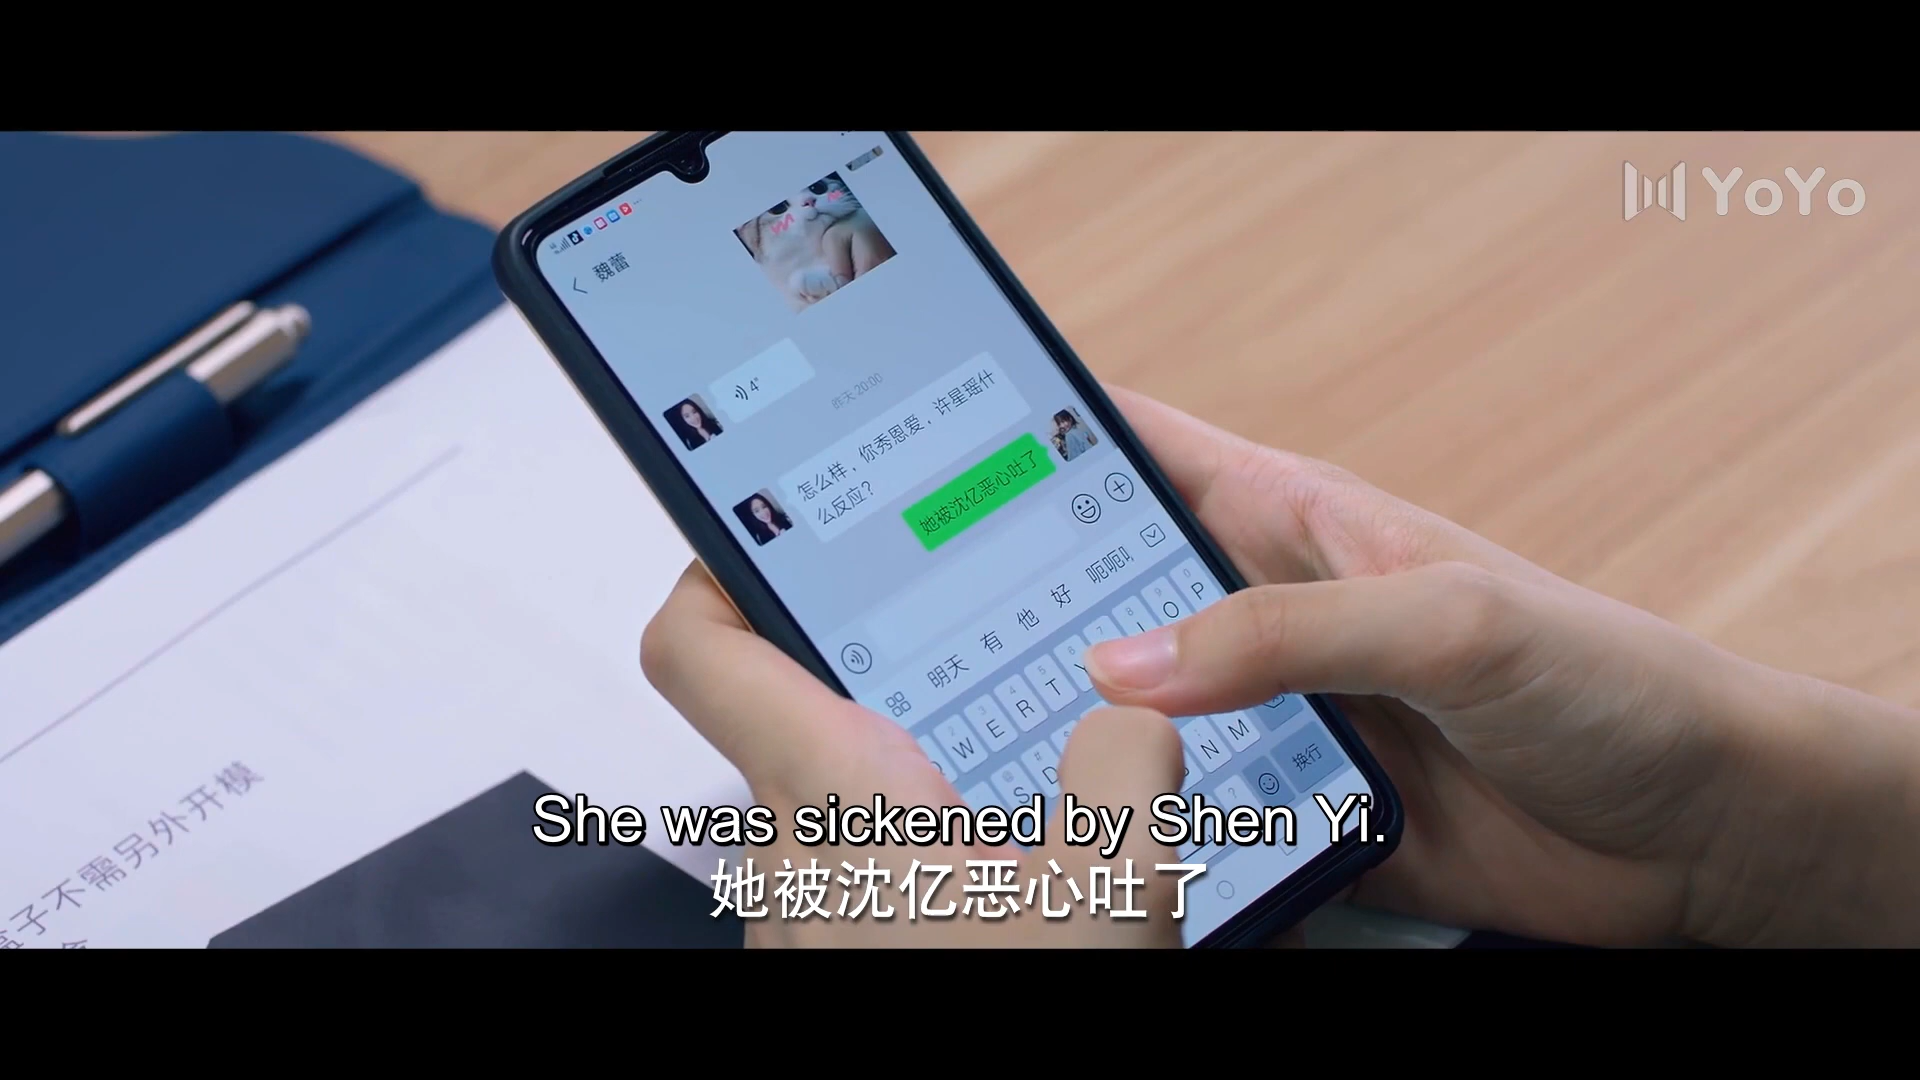 YoYo
魏蕾
4"
昨天 20:00
怎么样，你秀恩爱，许星瑶什
么反应？
她被沈亿恶心吐了
明天 有 他 好
W E R T Y I O P
S D N M
换行
盒子不需另外开模
She was sickened by Shen Yi.
她被沈亿恶心吐了